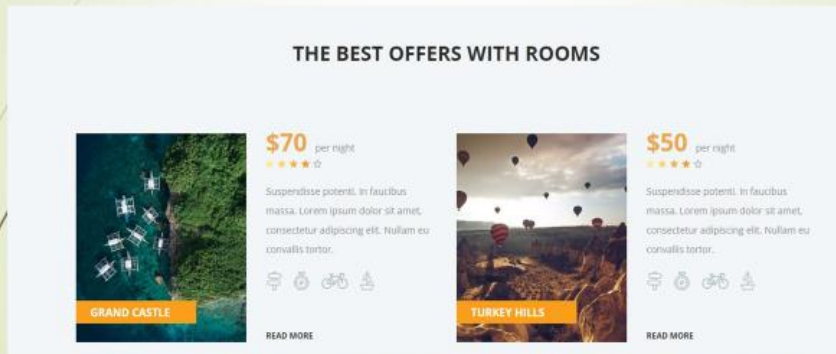 THE BEST OFFERS WITH ROOMS
$70 per night
Suspendisse potenti. In faucibus
massa. Lorem ipsum dolor sit amet,
consectetur adipiscing elit. Nullam eu
convallis tortor.
GRAND CASTLE
READ MORE
$50 per night
Suspendisse potenti. In faucibus
massa. Lorem ipsum dolor sit amet,
consectetur adipiscing elit. Nullam eu
convallis tortor.
TURKEY HILLS
READ MORE